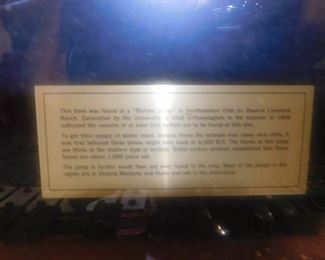 This bone was found at a "Buffalo Jump" in Northeastern Utah on Deseret Livestock
Ranch. Excavation by the University of Utah archaeologists in the summer of
indicated the remains of at least buffalo are to be found at this site.
To get their supply of winter meat, Indians drove the animals over steep rock cliffs. It
was first believed these bones might date back to B.C. The bones at this jump
are those of the modern type of buffalo. Radio carbon studies established that these
bones are about 1,000 years old.
The jump is further south than any ever found in the area. Most of the jumps in the
region are in Central Montana and Idaho and not in the mountains.